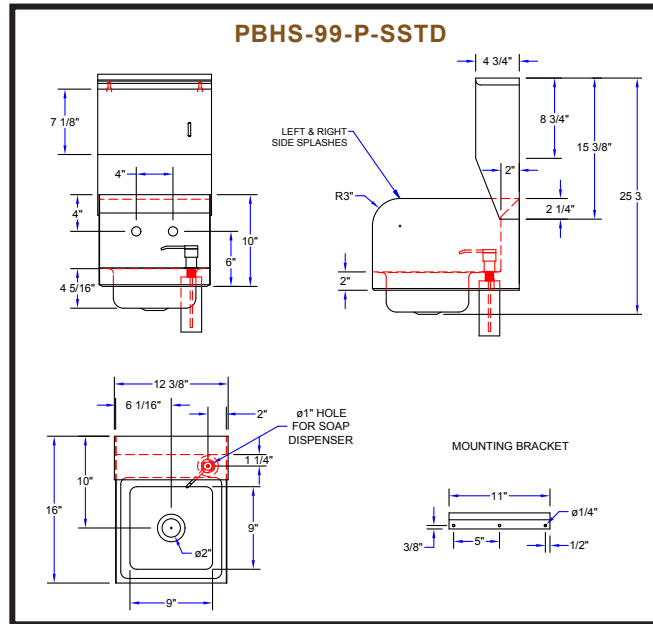 PBHS-99-P-SSTD
4 3/4"
7 1/8"
LEFT & RIGHT
SIDE SPLASHES
8 3/4"
15 3/8"
4"
2"
25 3
R3"
4"
10"
2 1/4"
6"
4 5/16"
2"
12 3/8"
6 1/16"
2"
ø1" HOLE
FOR SOAP
DISPENSER
1 1/4"
MOUNTING BRACKET
10"
16"
9"
ø2"
9"
11"
ø1/4"
3/8"
5"
1/2"